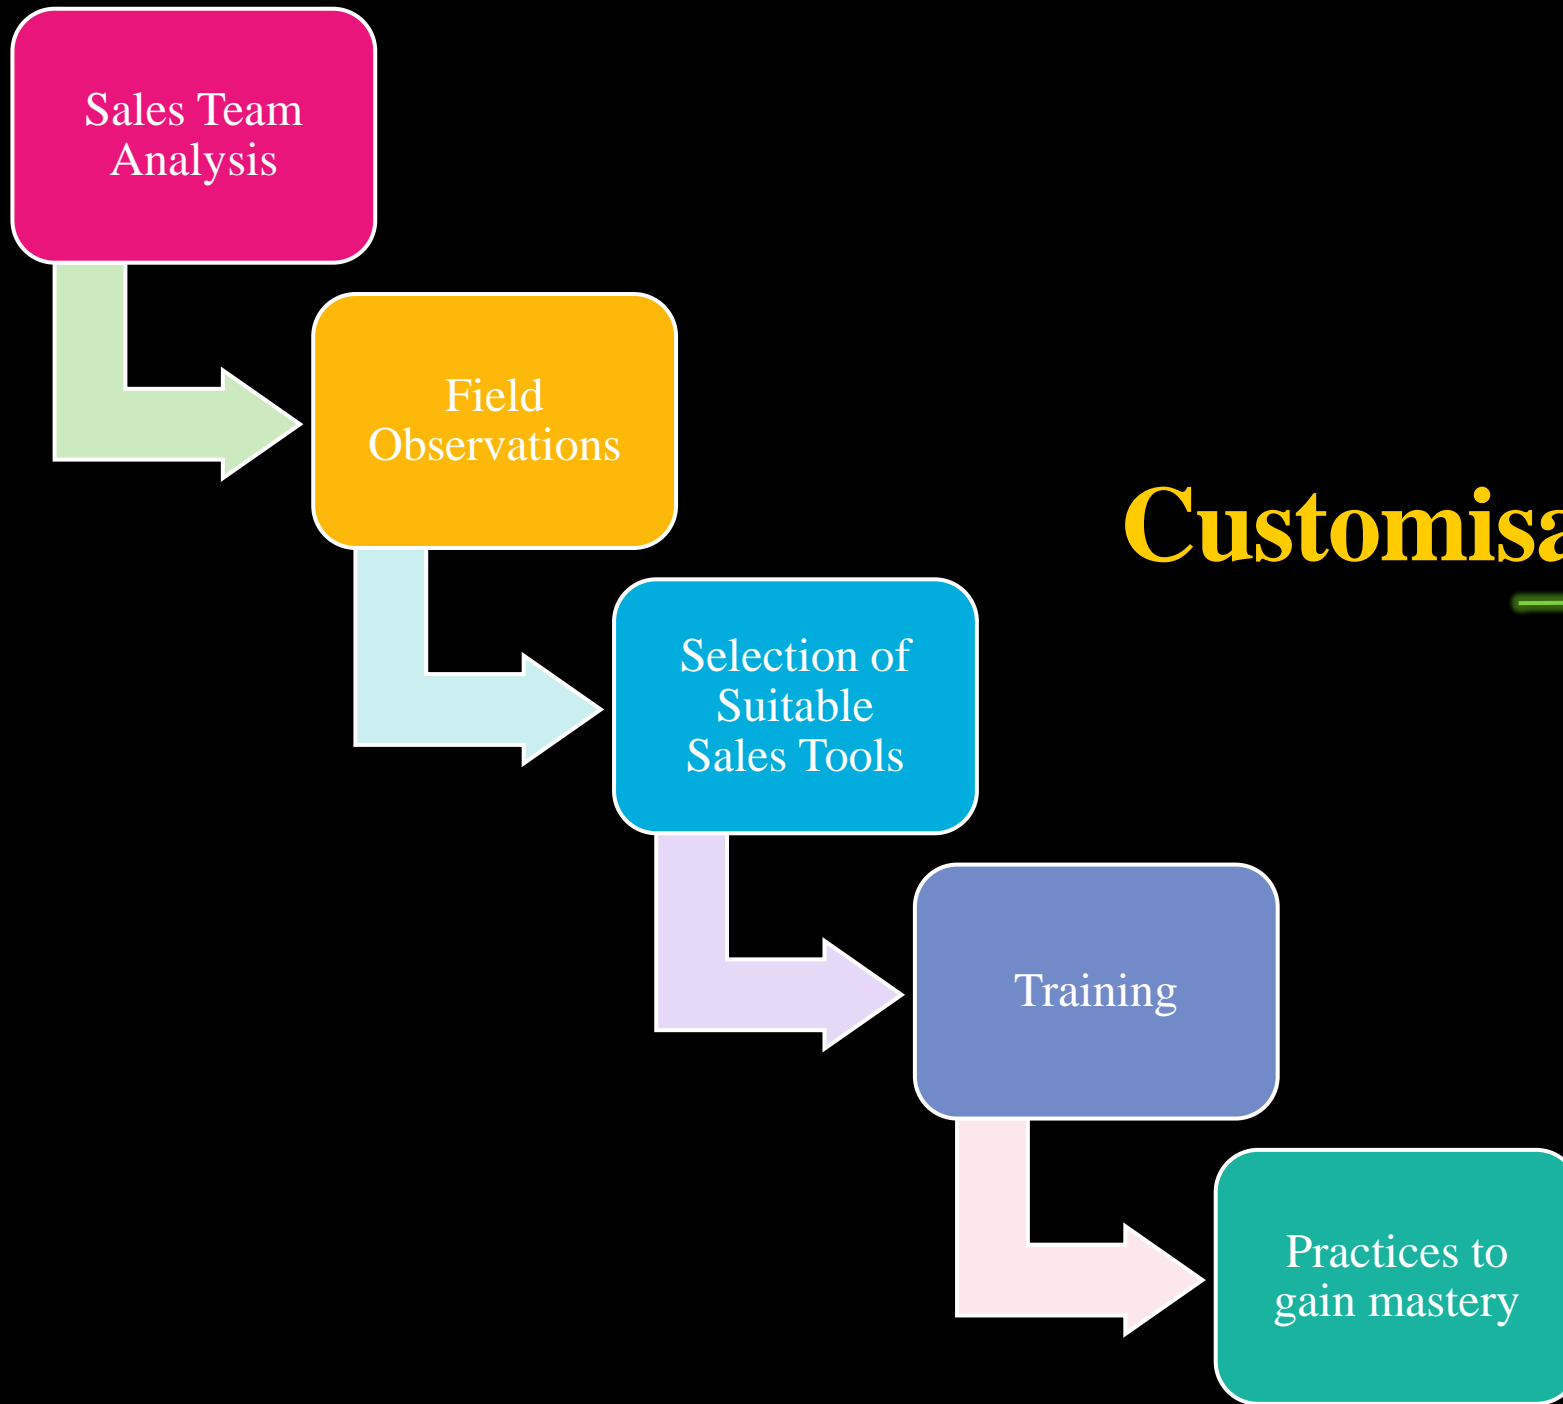 Sales Team
Analysis
Field
Observations
Customisa
Selection of
Suitable
Sales Tools
Training
Practices to
gain mastery